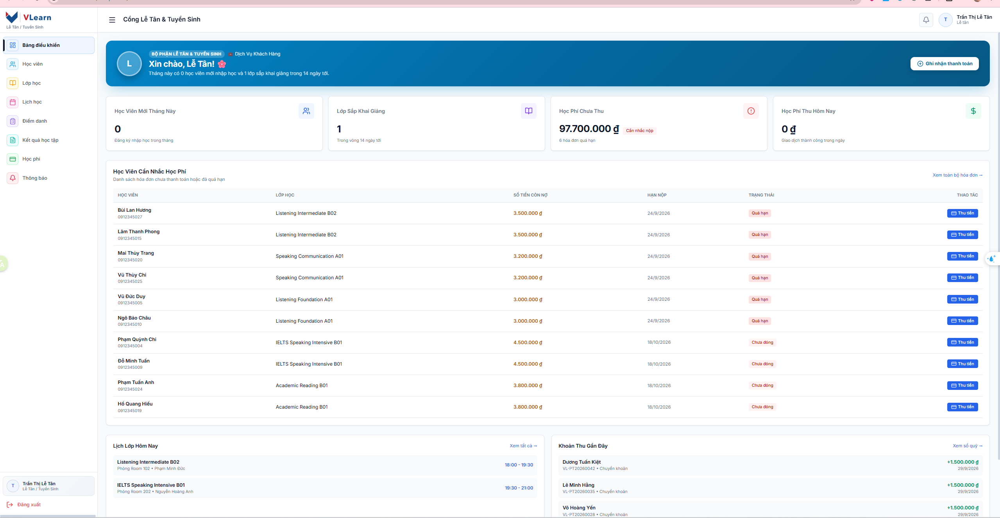 VLearn
Lễ Tân / Tuyển Sinh
Cổng Lễ Tân & Tuyển Sinh
T
Trần Thị Lễ Tân
Lễ tân
Bảng điều khiển
Học viên
Lớp học
Lịch học
Điểm danh
Kết quả học tập
Học phí
Thông báo
L
BỘ PHẬN LỄ TÂN & TUYỂN SINH
Dịch Vụ Khách Hàng
Xin chào, Lễ Tân! 🌸
Tháng này có 0 học viên mới nhập học và 1 lớp sắp khai giảng trong 14 ngày tới.
Ghi nhận thanh toán
Học Viên Mới Tháng Này
0
Đăng ký nhập học trong tháng
Lớp Sắp Khai Giảng
1
Trong vòng 14 ngày tới
Học Phí Chưa Thu
97.700.000 ₫ Cần nhắc nộp
6 hóa đơn quá hạn
Học Phí Thu Hôm Nay
0 ₫
Giao dịch thành công trong ngày
Học Viên Cần Nhắc Học Phí
Danh sách hóa đơn chưa thanh toán hoặc đã quá hạn
Xem toàn bộ hóa đơn →
HỌC VIÊN LỚP HỌC SỐ TIỀN CÒN NỢ HẠN NỘP TRẠNG THÁI THAO TÁC
Bùi Lan Hương
0912345027
Listening Intermediate B02 3.500.000 ₫ 24/9/2026 Quá hạn Thu tiền
Lâm Thanh Phong
0912345015
Listening Intermediate B02 3.500.000 ₫ 24/9/2026 Quá hạn Thu tiền
Mai Thùy Trang
0912345020
Speaking Communication A01 3.200.000 ₫ 24/9/2026 Quá hạn Thu tiền
Vũ Thùy Chi
0912345025
Speaking Communication A01 3.200.000 ₫ 24/9/2026 Quá hạn Thu tiền
Vũ Đức Duy
0912345005
Listening Foundation A01 3.000.000 ₫ 24/9/2026 Quá hạn Thu tiền
Ngô Bảo Châu
0912345010
Listening Foundation A01 3.000.000 ₫ 24/9/2026 Quá hạn Thu tiền
Phạm Quỳnh Chi
0912345004
IELTS Speaking Intensive B01 4.500.000 ₫ 18/10/2026 Chưa đóng Thu tiền
Đỗ Minh Tuấn
0912345009
IELTS Speaking Intensive B01 4.500.000 ₫ 18/10/2026 Chưa đóng Thu tiền
Phạm Tuấn Anh
0912345024
Academic Reading B01 3.800.000 ₫ 18/10/2026 Chưa đóng Thu tiền
Hồ Quang Hiếu
0912345019
Academic Reading B01 3.800.000 ₫ 18/10/2026 Chưa đóng Thu tiền
Lịch Lớp Hôm Nay
Xem tất cả →
Listening Intermediate B02
Phòng Room 102 • Phạm Minh Đức
18:00 - 19:30
IELTS Speaking Intensive B01
Phòng Room 202 • Nguyễn Hoàng Anh
19:30 - 21:00
Khoản Thu Gần Đây
Xem sổ quỹ →
Dương Tuấn Kiệt
VL-PT20260042 • Chuyển khoản
+1.500.000 ₫
29/9/2026
Lê Minh Hằng
VL-PT20260035 • Chuyển khoản
+1.500.000 ₫
29/9/2026
Võ Hoàng Yến
VL-PT20260028 • Chuyển khoản
+1.500.000 ₫
29/9/2026
T
Trần Thị Lễ Tân
Lễ Tân / Tuyển Sinh
Đăng xuất